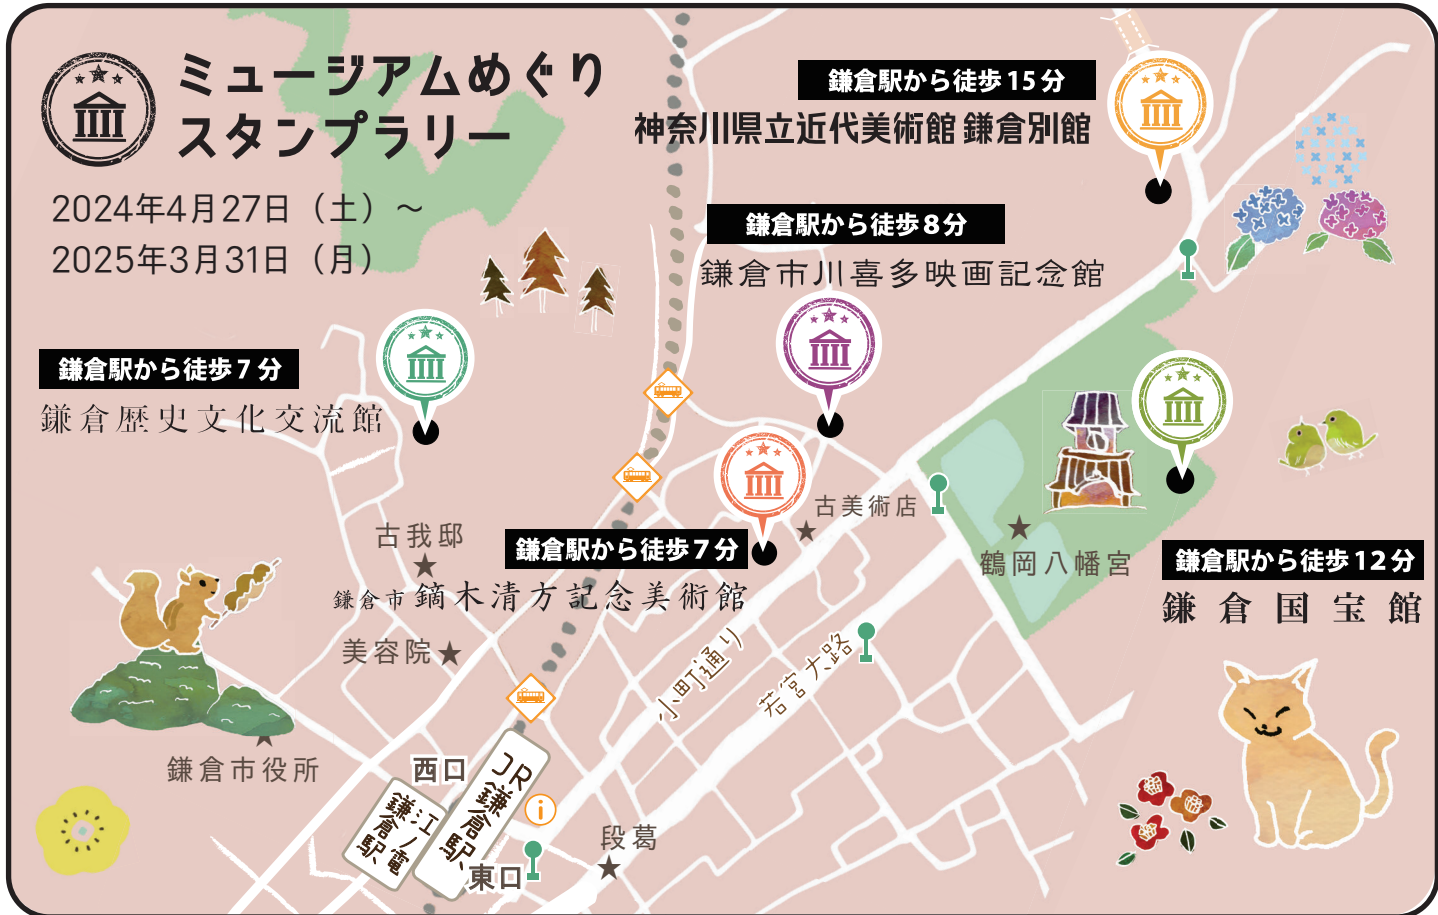 ミュージアムめぐり
スタンプラリー
2024年4月27日（土）～
2025年3月31日（月）
鎌倉駅から徒歩15分
神奈川県立近代美術館 鎌倉別館
鎌倉駅から徒歩8分
鎌倉市川喜多映画記念館
鎌倉駅から徒歩7分
鎌倉歴史文化交流館
古美術店
古我邸
鎌倉駅から徒歩7分
鎌倉市鏑木清方記念美術館
鶴岡八幡宮
鎌倉駅から徒歩12分
鎌倉国宝館
美容院
小町通り
若宮大路
鎌倉市役所
西口
JR鎌倉駅
江ノ電
鎌倉駅
i
段葛
東口